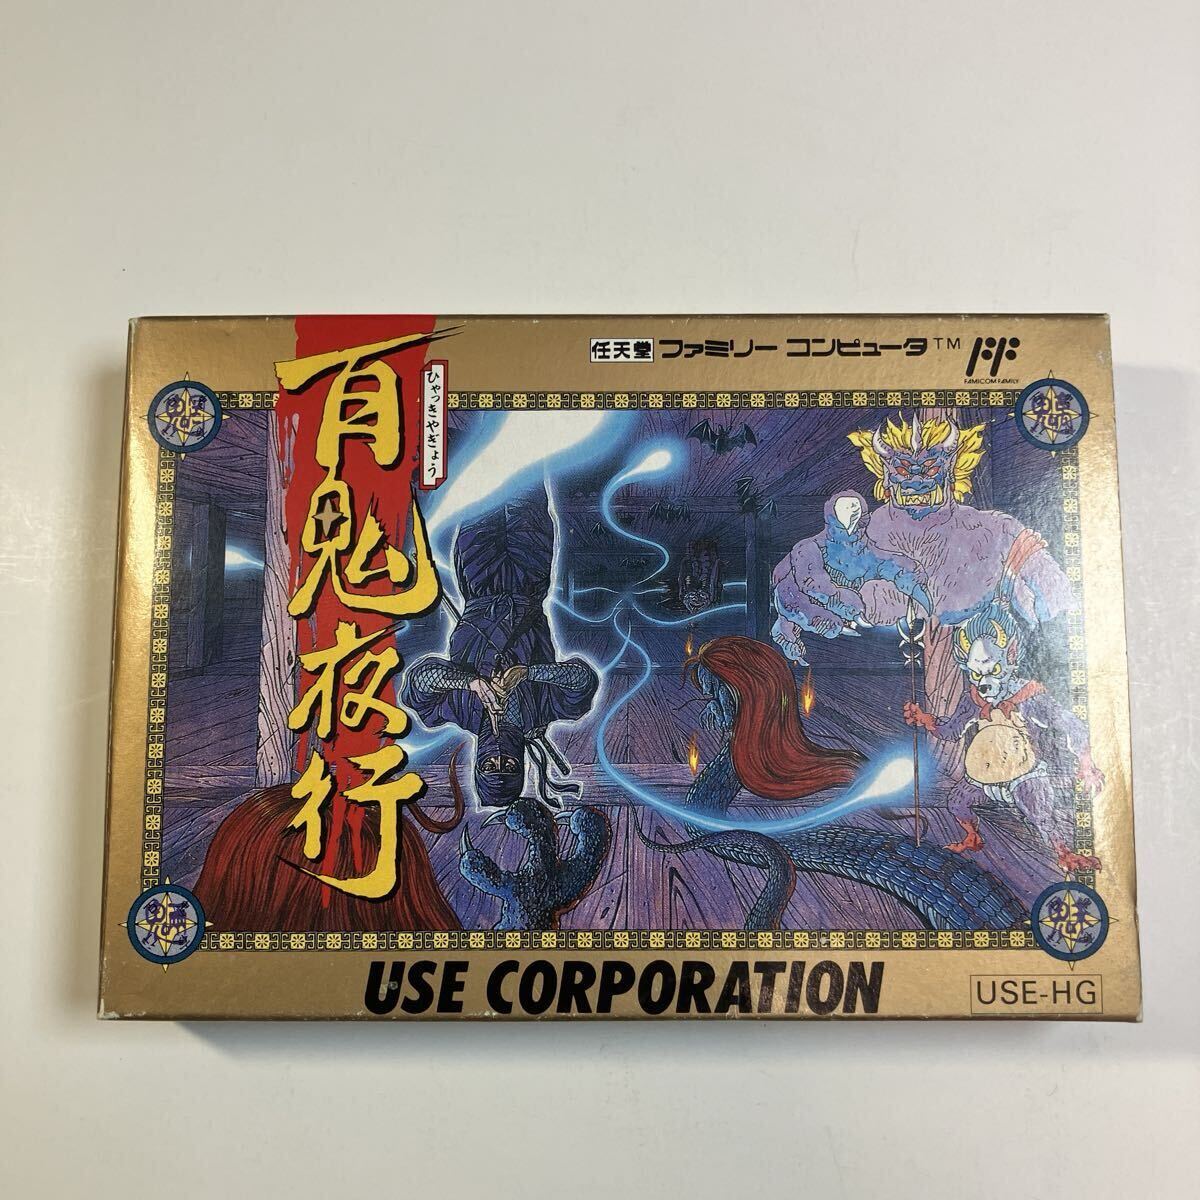 百鬼夜行
ひゃっきやぎょう
任天堂 ファミリー コンピュータ™
FF
FAMICOM FAMILY
USE CORPORATION
USE-HG